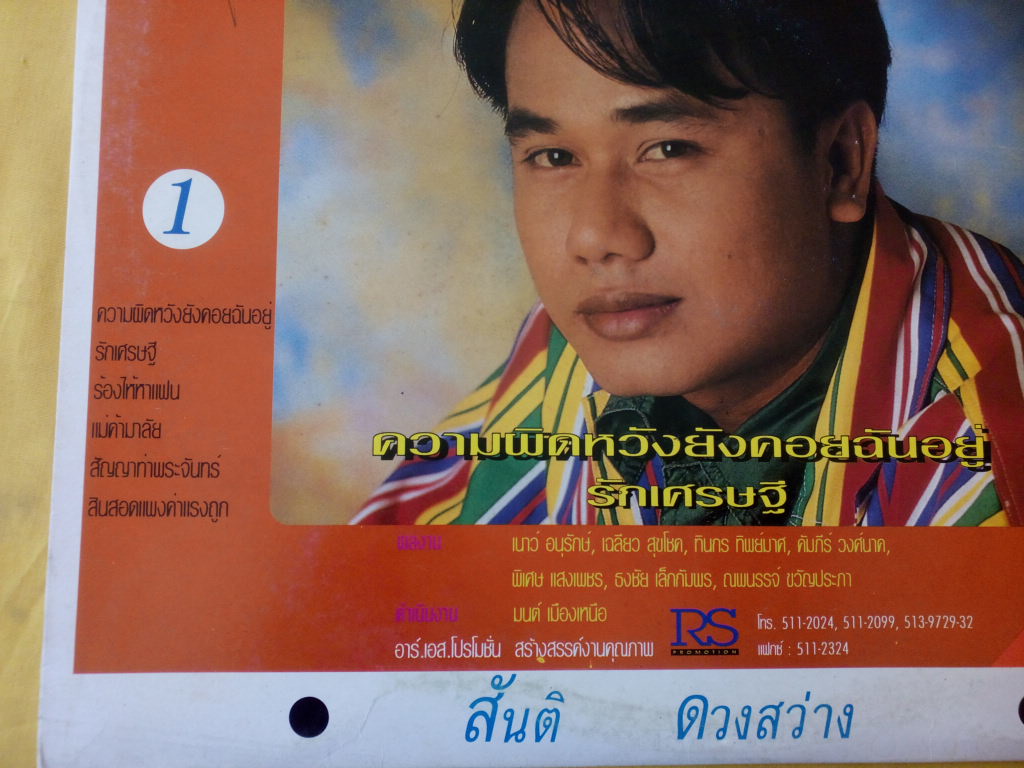 1
ความผิดหวังยังคอยฉันอยู่
รักเศรษฐี
ร้องไห้หาแฟน
แม่ค้ามาลัย
สัญญาท่าพระจันทร์
สินสอดแพงค่าแรงถูก
ความผิดหวังยังคอยฉันอยู่
รักเศรษฐี
ผลงาน เนาว์ อนุรักษ์, เฉลียว สุขโชค, ทินกร ทิพย์มาศ, คัมภีร์ วงศ์นาค,
พิเศษ แสงเพชร, ธงชัย เล็กกัมพร, ณพนรรจ์ ขวัญประภา
ดำเนินงาน มนต์ เมืองเหนือ
อาร์.เอส.โปรโมชั่น สร้างสรรค์งานคุณภาพ
RS
PROMOTION
โทร. 511-2024, 511-2099, 513-9729-32
แฟกซ์ : 511-2324
สันติ ดวงสว่าง